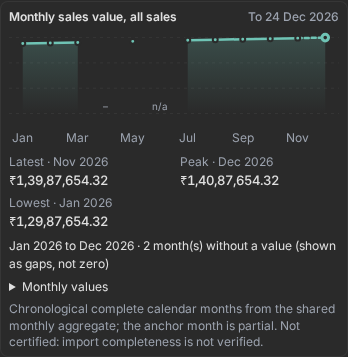 Monthly sales value, all sales To 24 Dec 2026
– n/a
Jan Mar May Jul Sep Nov
Latest · Nov 2026 Peak · Dec 2026
₹1,39,87,654.32 ₹1,40,87,654.32
Lowest · Jan 2026
₹1,29,87,654.32
Jan 2026 to Dec 2026 · 2 month(s) without a value (shown
as gaps, not zero)
▶ Monthly values
Chronological complete calendar months from the shared
monthly aggregate; the anchor month is partial. Not
certified: import completeness is not verified.